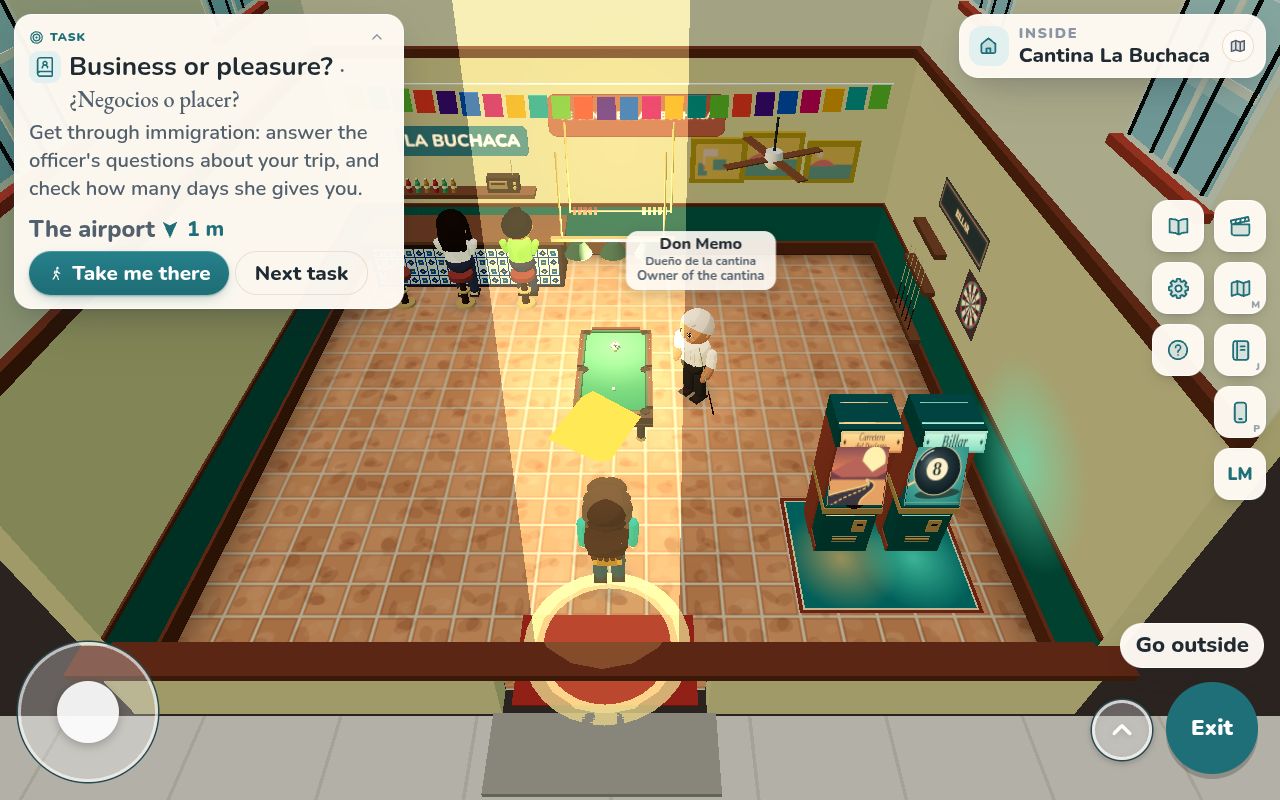 TASK
Business or pleasure? ·
¿Negocios o placer?
Get through immigration: answer the
officer's questions about your trip, and
check how many days she gives you.
The airport 1 m
Take me there
Next task
INSIDE
Cantina La Buchaca
LA BUCHACA
Don Memo
Dueño de la cantina
Owner of the cantina
BILLAR
Carretera
Billar
8
M
J
P
LM
Go outside
Exit